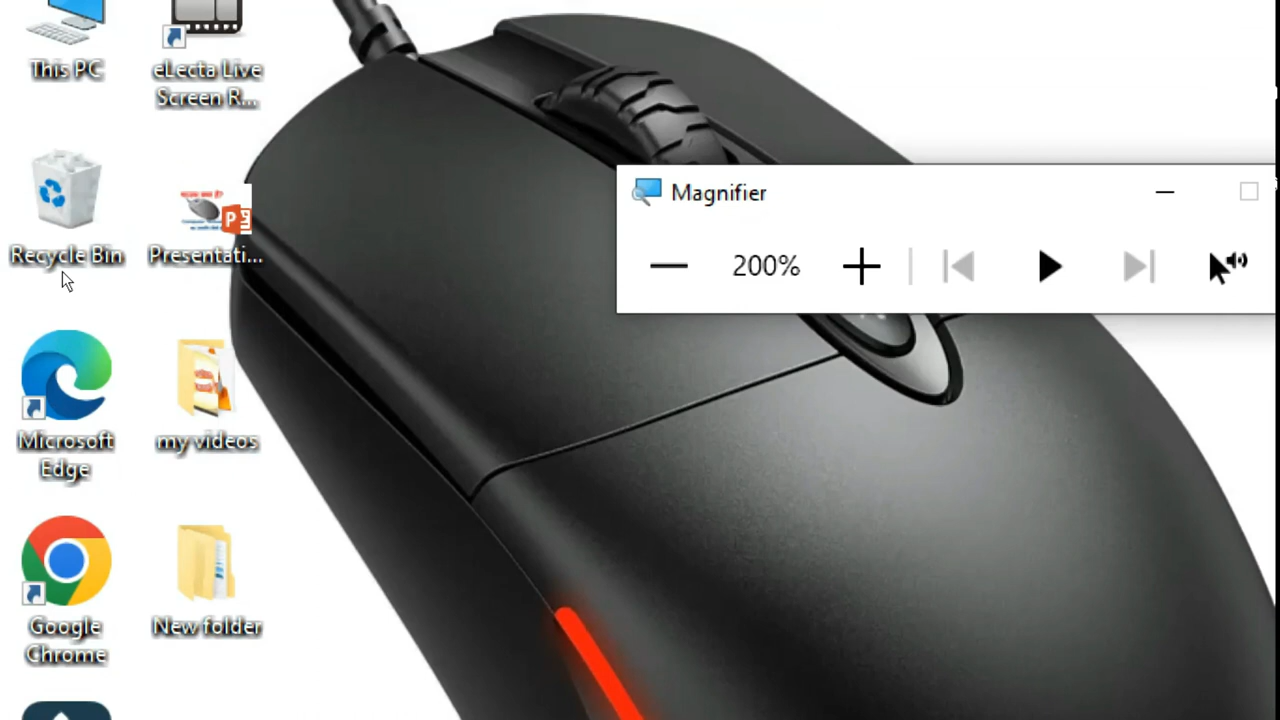 This PC
eLecta Live
Screen R...
Recycle Bin
Presentati...
Microsoft
Edge
my videos
Google
Chrome
New folder
Magnifier
200%